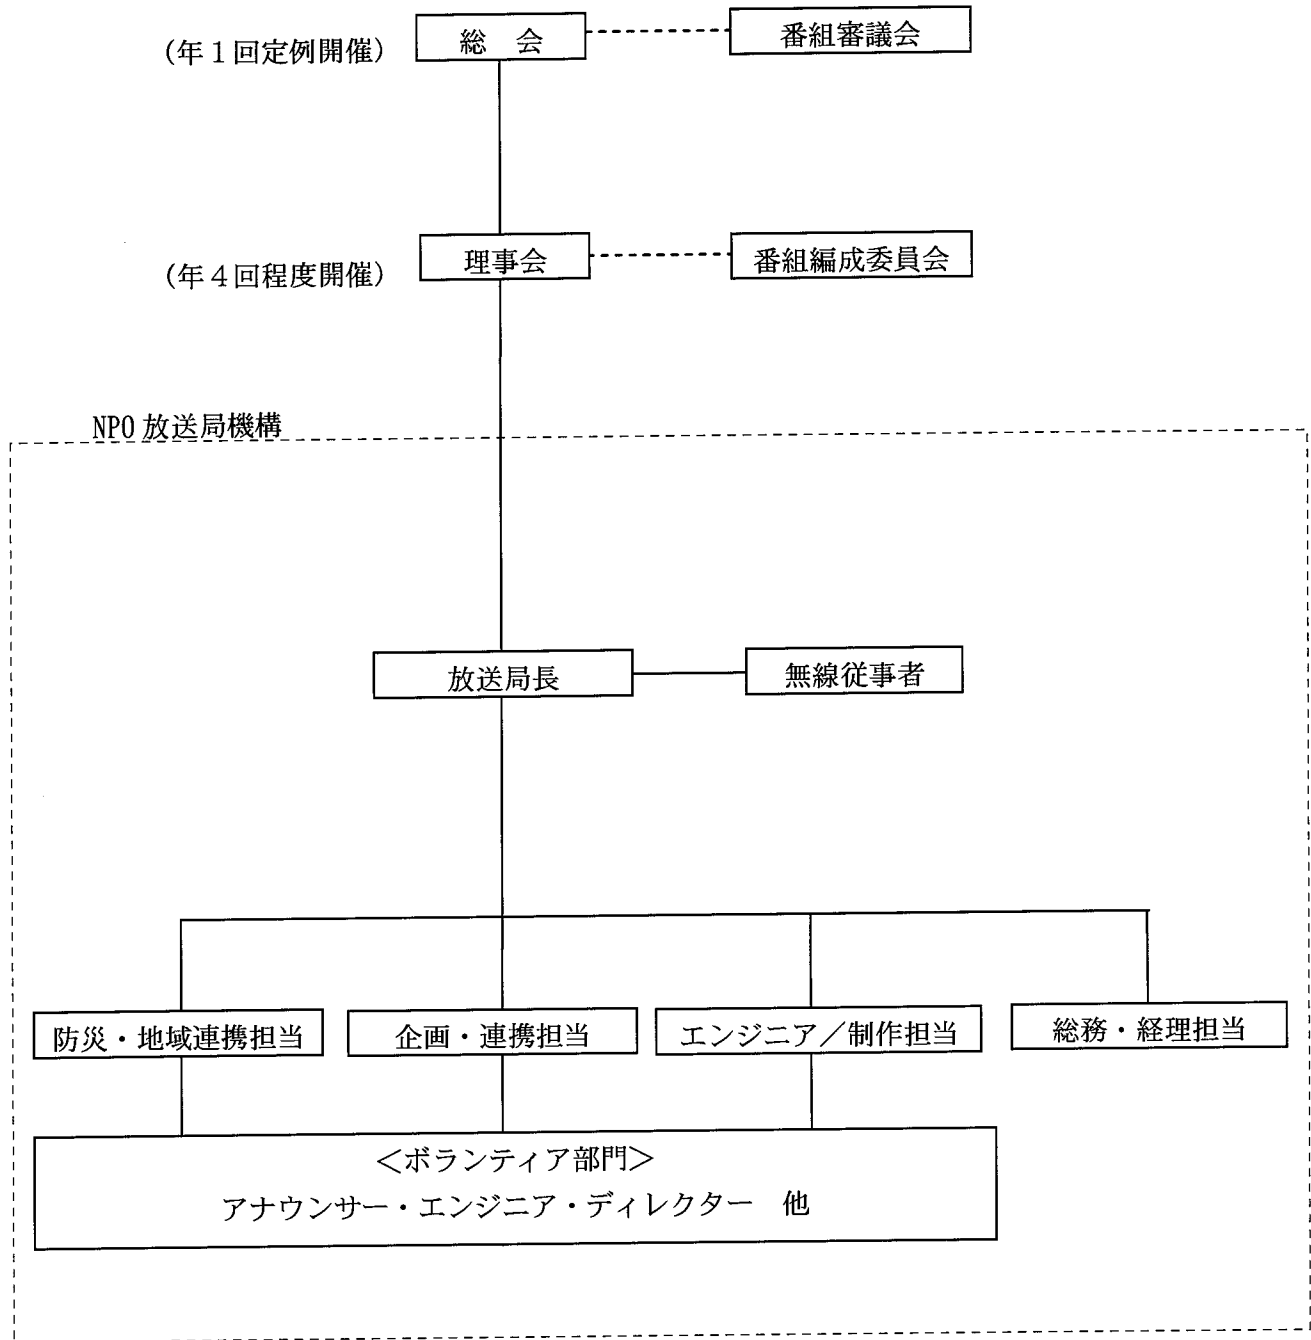 総　会
番組審議会
(年１回定例開催)
理事会
番組編成委員会
(年４回程度開催)
NPO 放送局機構
放送局長
無線従事者
防災・地域連携担当
企画・連携担当
エンジニア／制作担当
総務・経理担当
＜ボランティア部門＞
アナウンサー・エンジニア・ディレクター　他